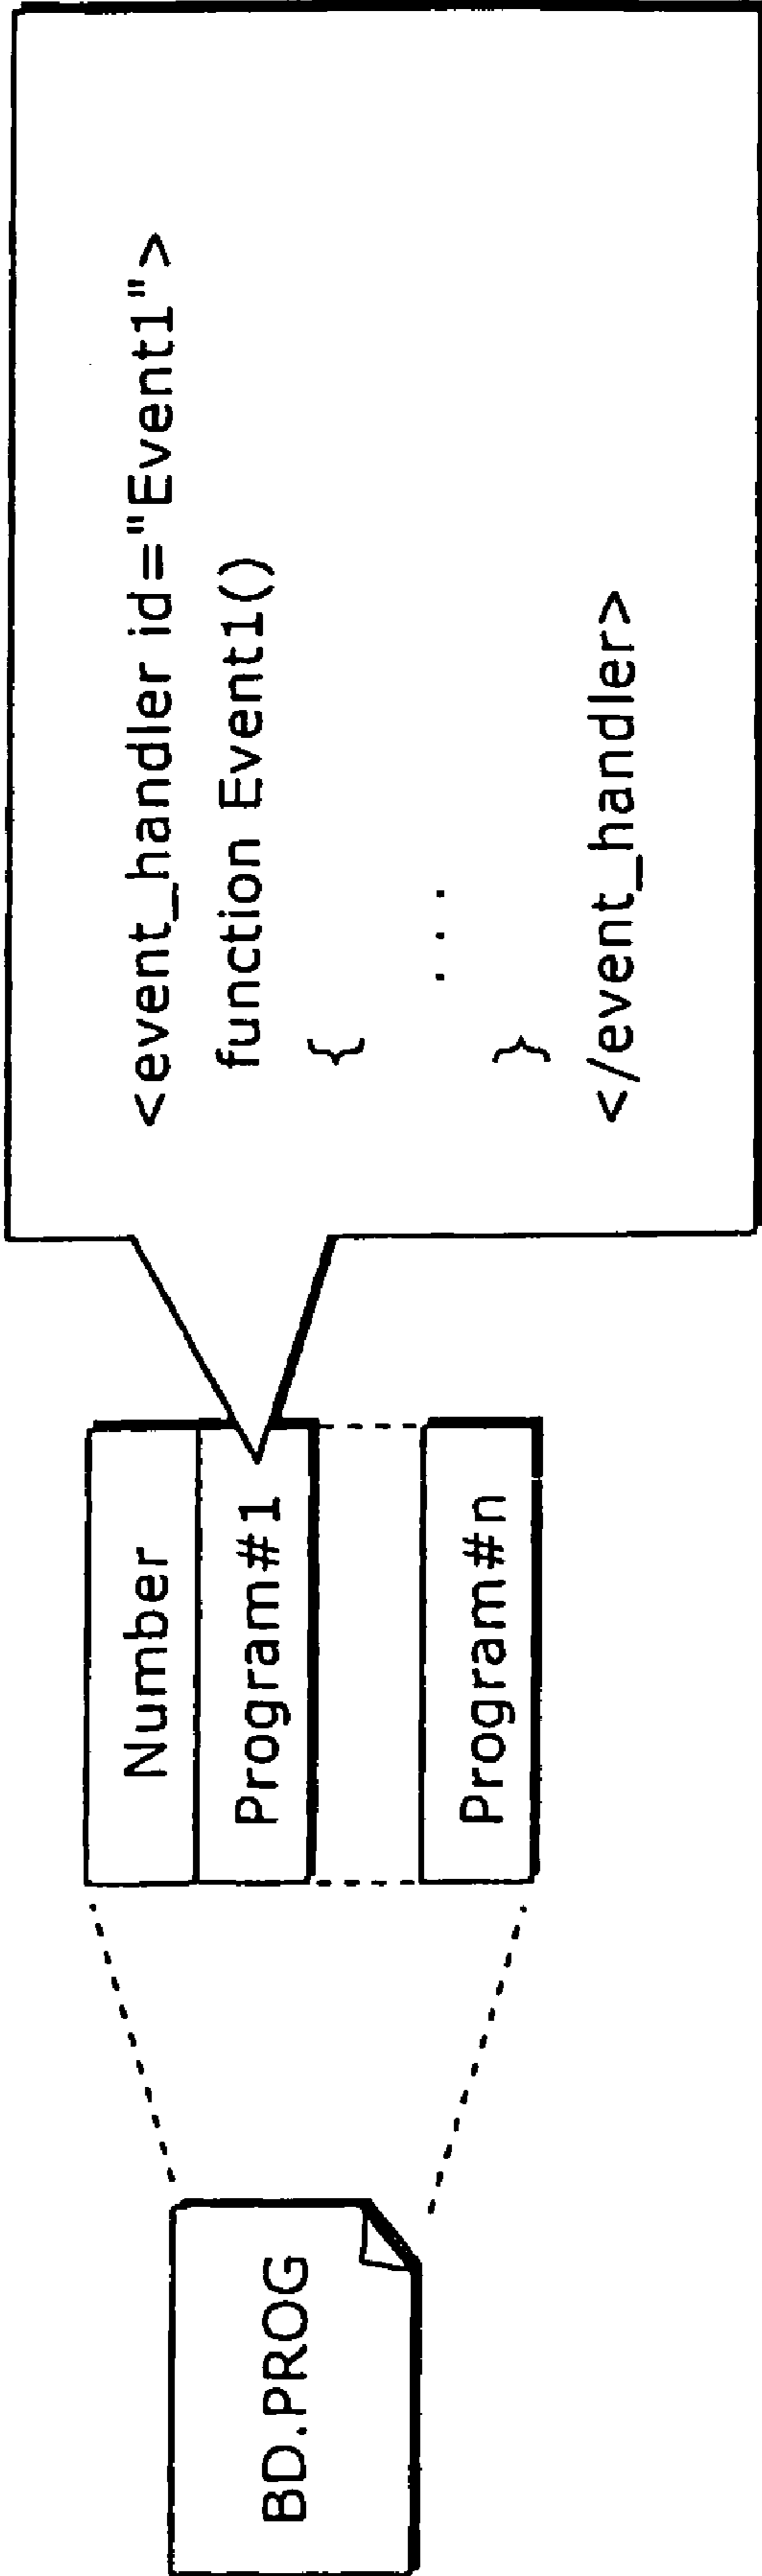 BD.PROG
Number
Program#1
Program#n
<event_handler id="Event1">
function Event1()
{
. . .
}
</event_handler>